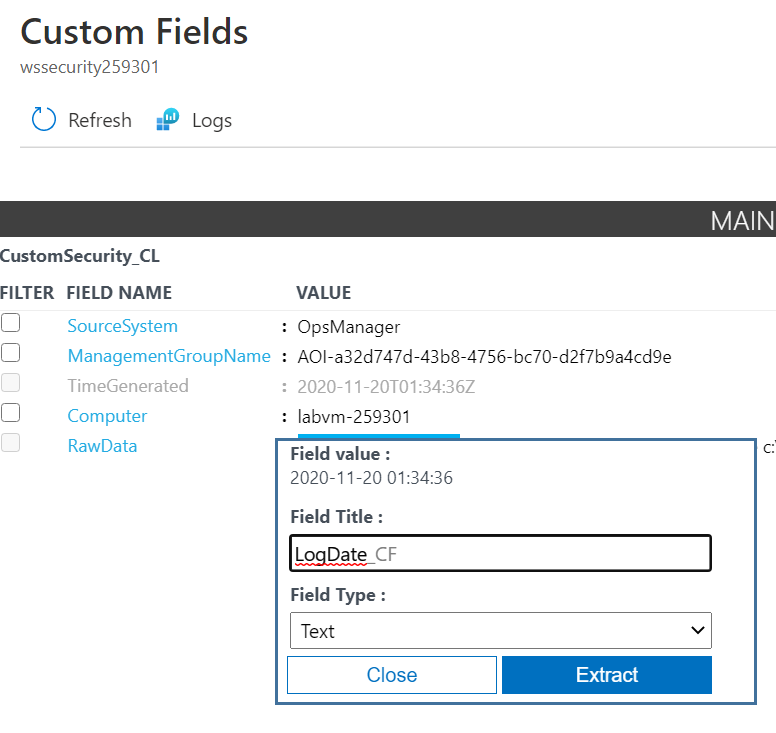 Custom Fields
wssecurity259301
Refresh Logs
MAIN
CustomSecurity_CL
FILTER FIELD NAME VALUE
SourceSystem : OpsManager
ManagementGroupName : AOI-a32d747d-43b8-4756-bc70-d2f7b9a4cd9e
TimeGenerated : 2020-11-20T01:34:36Z
Computer : labvm-259301
RawData c:\
Field value :
2020-11-20 01:34:36
Field Title :
LogDate_CF
Field Type :
Text
Close Extract